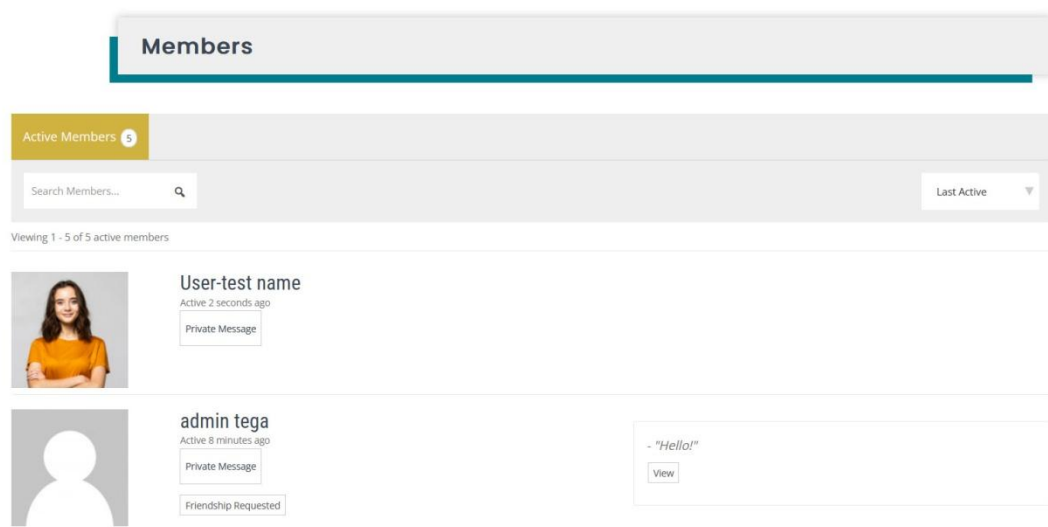 Members
Active Members 5
Search Members...
Last Active
Viewing 1 - 5 of 5 active members
User-test name
Active 2 seconds ago
Private Message
admin tega
Active 8 minutes ago
Private Message
Friendship Requested
- "Hello!"
View